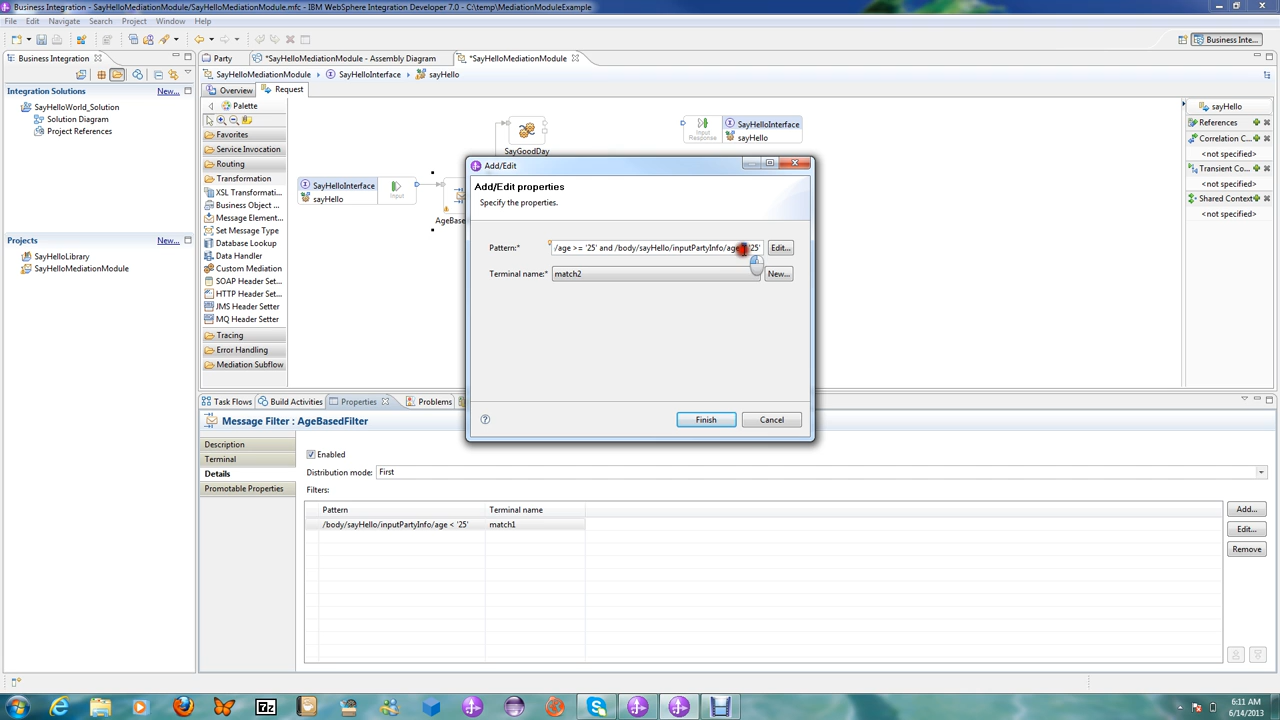 Business Integration - SayHelloMediationModule/SayHelloMediationModule.mfc - IBM WebSphere Integration Developer 7.0 - C:\temp\MediationModuleExample
File Edit Navigate Search Project Window Help
Business Inte...
Business Integration
Party
*SayHelloMediationModule - Assembly Diagram
*SayHelloMediationModule
SayHelloMediationModule
SayHelloInterface
sayHello
Integration Solutions
New...
SayHelloWorld_Solution
Solution Diagram
Project References
Projects
New...
SayHelloLibrary
SayHelloMediationModule
Overview
Request
Palette
Favorites
Service Invocation
Routing
Transformation
XSL Transformati...
Business Object ...
Message Element...
Set Message Type
Database Lookup
Data Handler
Custom Mediation
SOAP Header Set...
HTTP Header Set...
JMS Header Setter
MQ Header Setter
Tracing
Error Handling
Mediation Subflow
SayHelloInterface
sayHello
Input
SayGoodDay
AgeBase
Input
Response
SayHelloInterface
sayHello
sayHello
References
<not specified>
Correlation C...
<not specified>
Transient Co...
<not specified>
Shared Context
<not specified>
Add/Edit
Add/Edit properties
Specify the properties.
Pattern:*
/age >= '25' and /body/sayHello/inputPartyInfo/age
'25'
Edit...
Terminal name:*
match2
New...
Finish
Cancel
Task Flows
Build Activities
Properties
Problems
Message Filter : AgeBasedFilter
Description
Terminal
Details
Promotable Properties
Enabled
Distribution mode:
First
Filters:
Pattern
Terminal name
/body/sayHello/inputPartyInfo/age < '25'
match1
Add...
Edit...
Remove
6:11 AM
6/14/2013